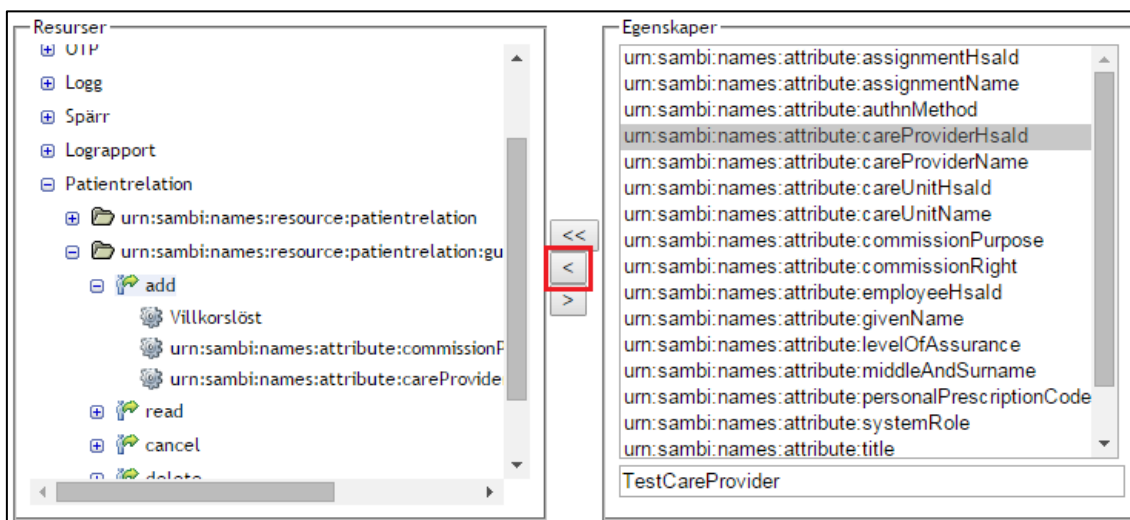 Resurser
UTP
Logg
Spärr
Lograpport
Patientrelation
urn:sambi:names:resource:patientrelation
urn:sambi:names:resource:patientrelation:gu
add
Villkorslöst
urn:sambi:names:attribute:commissionP
urn:sambi:names:attribute:careProvide
read
cancel
delete
<<
<
>
Egenskaper
urn:sambi:names:attribute:assignmentHsaId
urn:sambi:names:attribute:assignmentName
urn:sambi:names:attribute:authnMethod
urn:sambi:names:attribute:careProviderHsaId
urn:sambi:names:attribute:careProviderName
urn:sambi:names:attribute:careUnitHsaId
urn:sambi:names:attribute:careUnitName
urn:sambi:names:attribute:commissionPurpose
urn:sambi:names:attribute:commissionRight
urn:sambi:names:attribute:employeeHsaId
urn:sambi:names:attribute:givenName
urn:sambi:names:attribute:levelOfAssurance
urn:sambi:names:attribute:middleAndSurname
urn:sambi:names:attribute:personalPrescriptionCode
urn:sambi:names:attribute:systemRole
urn:sambi:names:attribute:title
TestCareProvider